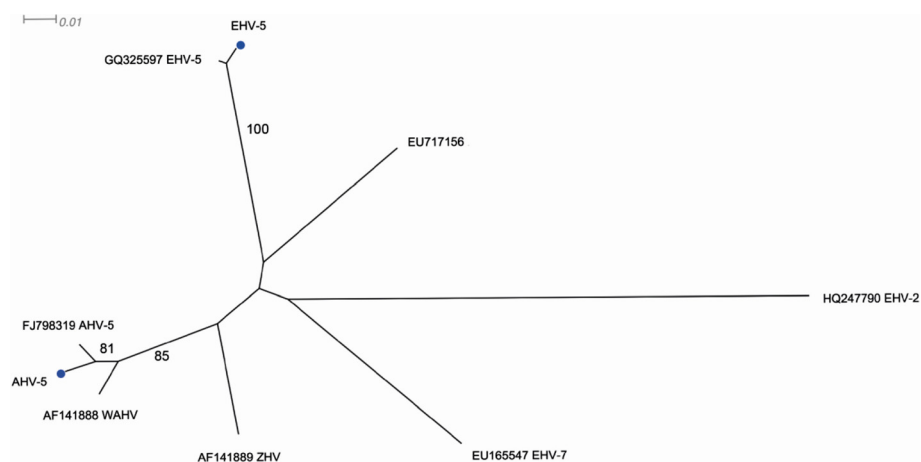 0.01
EHV-5
GQ325597 EHV-5
100
EU717156
HQ247790 EHV-2
FJ798319 AHV-5
81
85
AHV-5
AF141888 WAHV
AF141889 ZHV
EU165547 EHV-7